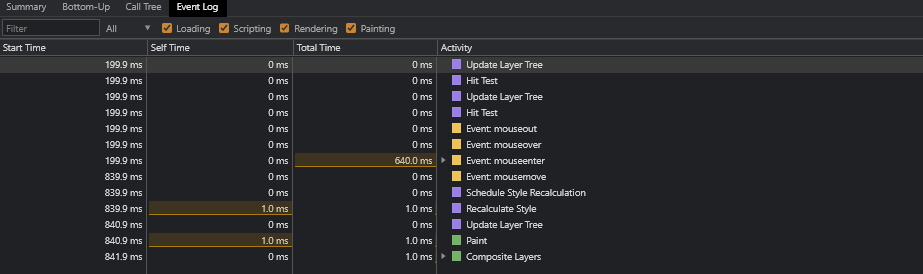 Summary Bottom-Up Call Tree Event Log
Filter All Loading Scripting Rendering Painting
Start Time Self Time Total Time Activity
199.9 ms 0 ms 0 ms Update Layer Tree
199.9 ms 0 ms 0 ms Hit Test
199.9 ms 0 ms 0 ms Update Layer Tree
199.9 ms 0 ms 0 ms Hit Test
199.9 ms 0 ms 0 ms Event: mouseout
199.9 ms 0 ms 0 ms Event: mouseover
199.9 ms 0 ms 640.0 ms Event: mouseenter
839.9 ms 0 ms 0 ms Event: mousemove
839.9 ms 0 ms 0 ms Schedule Style Recalculation
839.9 ms 1.0 ms 1.0 ms Recalculate Style
840.9 ms 0 ms 0 ms Update Layer Tree
840.9 ms 1.0 ms 1.0 ms Paint
841.9 ms 0 ms 1.0 ms Composite Layers